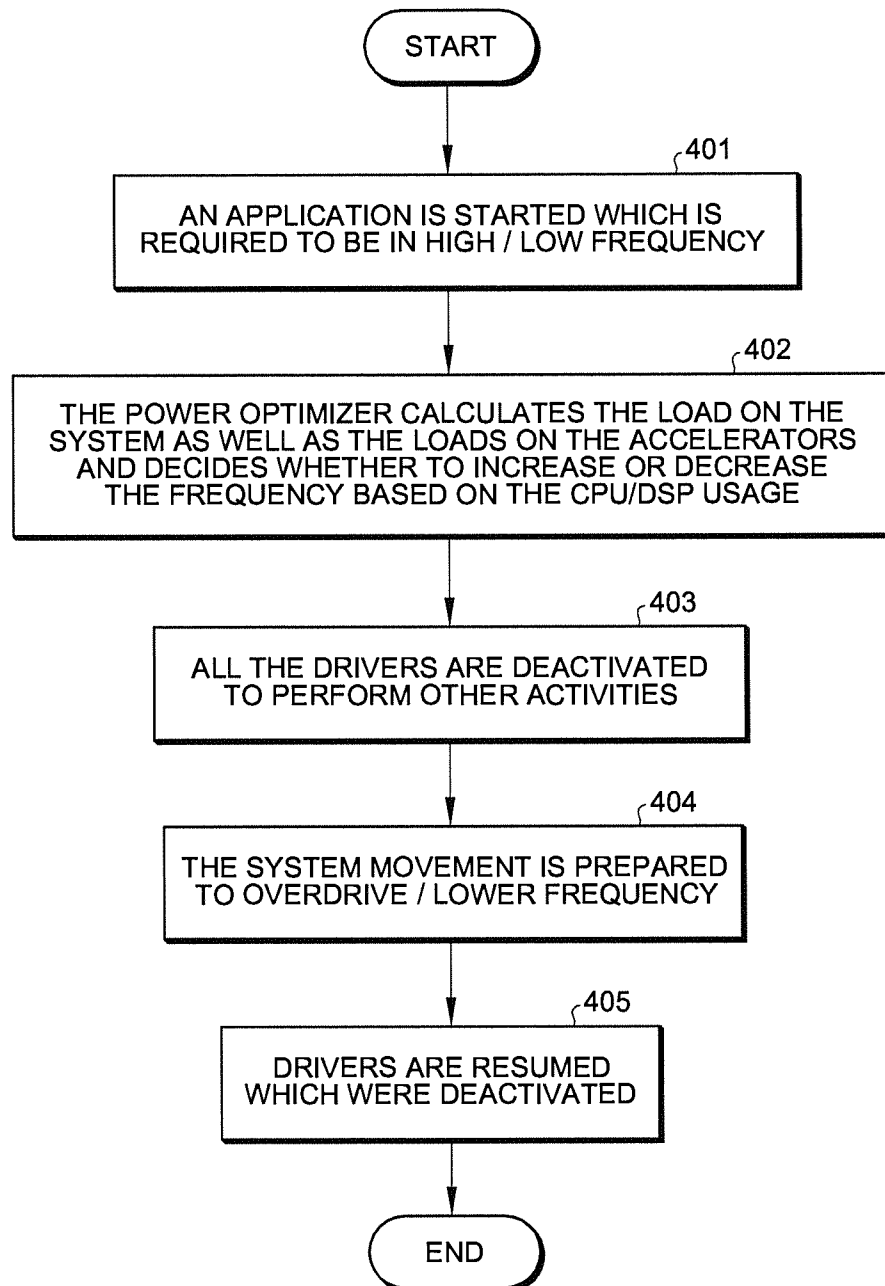 START
401
AN APPLICATION IS STARTED WHICH IS
REQUIRED TO BE IN HIGH / LOW FREQUENCY
402
THE POWER OPTIMIZER CALCULATES THE LOAD ON THE
SYSTEM AS WELL AS THE LOADS ON THE ACCELERATORS
AND DECIDES WHETHER TO INCREASE OR DECREASE
THE FREQUENCY BASED ON THE CPU/DSP USAGE
403
ALL THE DRIVERS ARE DEACTIVATED
TO PERFORM OTHER ACTIVITIES
404
THE SYSTEM MOVEMENT IS PREPARED
TO OVERDRIVE / LOWER FREQUENCY
405
DRIVERS ARE RESUMED
WHICH WERE DEACTIVATED
END